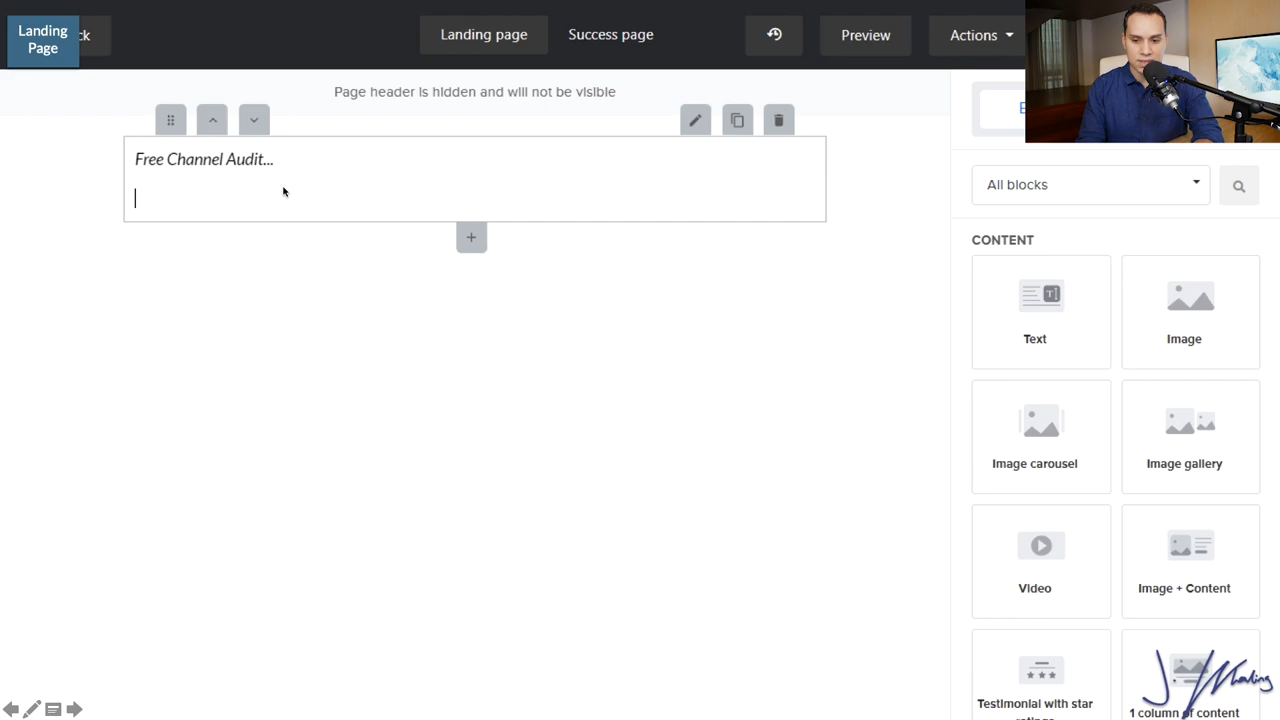 Landing
Page
ck
Landing page
Success page
Preview
Actions
Page header is hidden and will not be visible
Free Channel Audit...
All blocks
CONTENT
Text
Image
Image carousel
Image gallery
Video
Image + Content
Testimonial with star
1 column of content